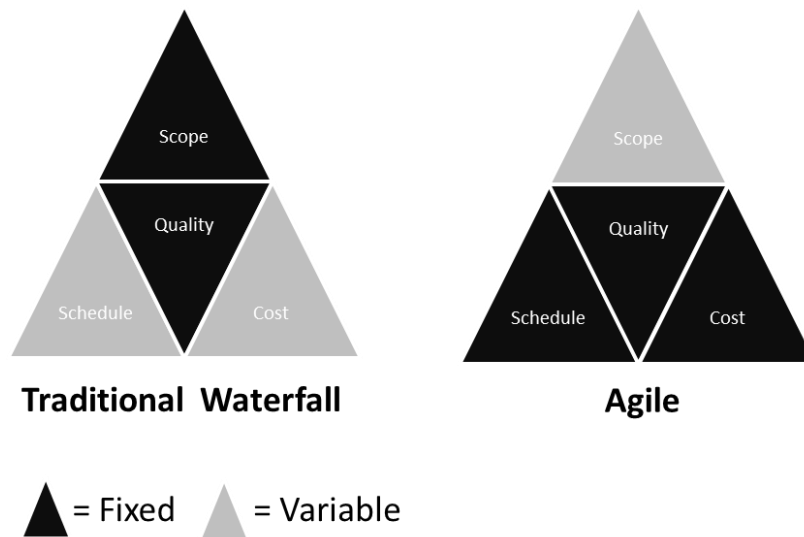 Scope
Quality
Schedule
Cost
Traditional Waterfall
Scope
Quality
Schedule
Cost
Agile
= Fixed
= Variable